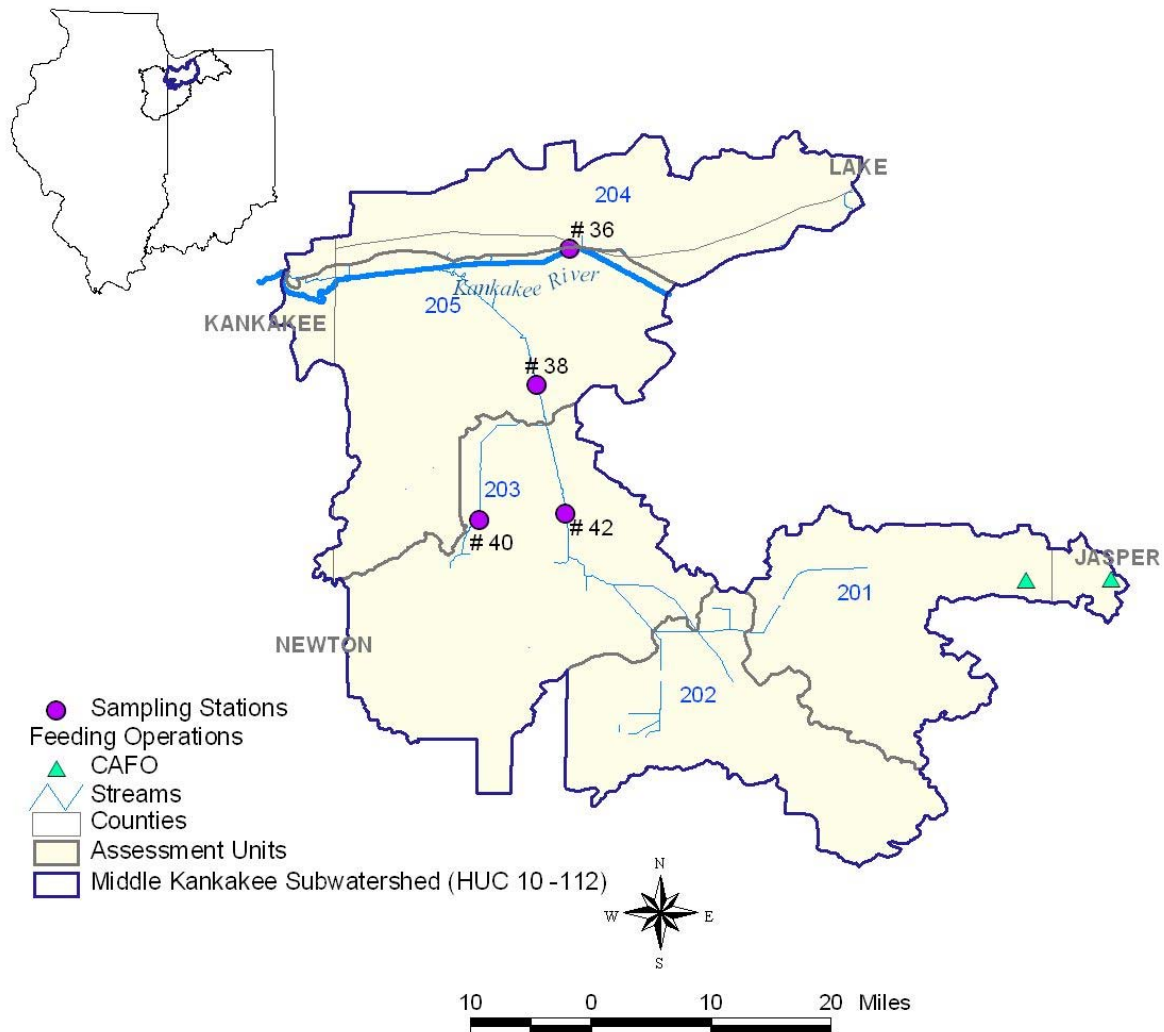 LAKE
204
# 36
Kankakee River
205
KANKAKEE
# 38
203
# 40
# 42
JASPER
201
NEWTON
202
Sampling Stations
Feeding Operations
CAFO
Streams
Counties
Assessment Units
Middle Kankakee Subwatershed (HUC 10 -112)
N
W E
S
10 0 10 20 Miles